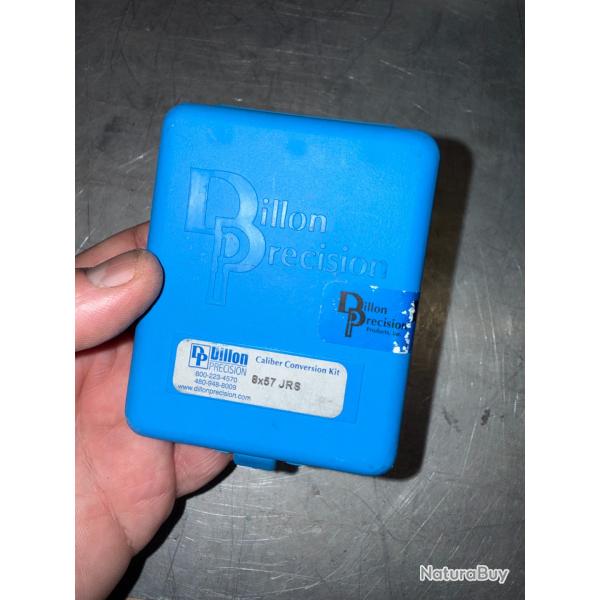 Dillon
Precision
Dillon
Precision
Products, Inc.
DP Dillon
PRECISION
800-223-4570
480-948-8009
www.dillonprecision.com
Caliber Conversion Kit
8x57 JRS
NaturaBuy